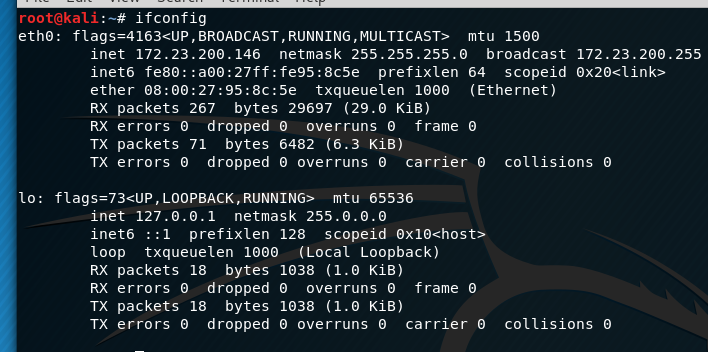 root@kali:~# ifconfig
eth0: flags=4163<UP,BROADCAST,RUNNING,MULTICAST>  mtu 1500
        inet 172.23.200.146  netmask 255.255.255.0  broadcast 172.23.200.255
        inet6 fe80::a00:27ff:fe95:8c5e  prefixlen 64  scopeid 0x20<link>
        ether 08:00:27:95:8c:5e  txqueuelen 1000  (Ethernet)
        RX packets 267  bytes 29697 (29.0 KiB)
        RX errors 0  dropped 0  overruns 0  frame 0
        TX packets 71  bytes 6482 (6.3 KiB)
        TX errors 0  dropped 0 overruns 0  carrier 0  collisions 0

lo: flags=73<UP,LOOPBACK,RUNNING>  mtu 65536
        inet 127.0.0.1  netmask 255.0.0.0
        inet6 ::1  prefixlen 128  scopeid 0x10<host>
        loop  txqueuelen 1000  (Local Loopback)
        RX packets 18  bytes 1038 (1.0 KiB)
        RX errors 0  dropped 0  overruns 0  frame 0
        TX packets 18  bytes 1038 (1.0 KiB)
        TX errors 0  dropped 0 overruns 0  carrier 0  collisions 0